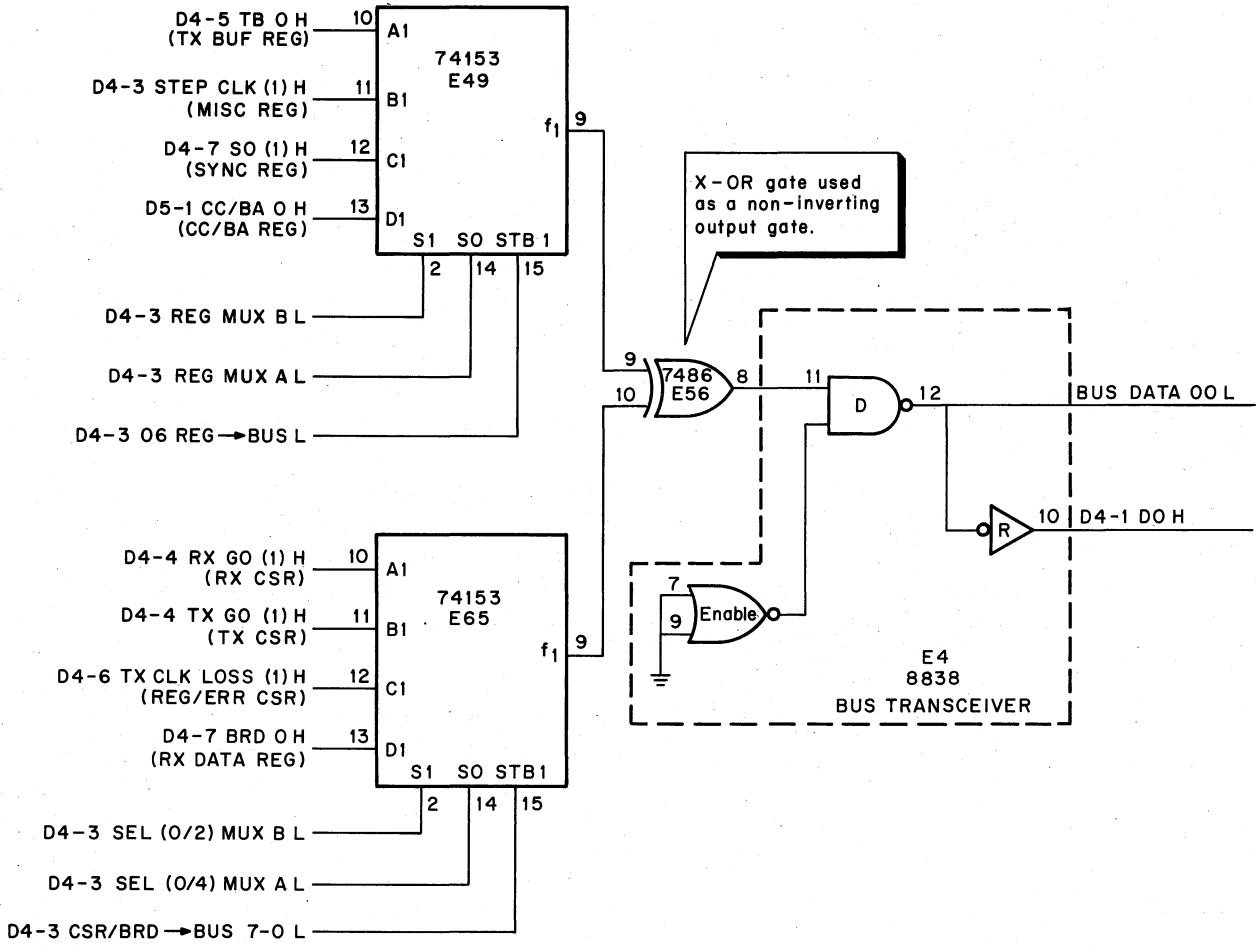 D4-5 TB 0 H
(TX BUF REG)
10
A1
D4-3 STEP CLK (1) H
(MISC REG)
11
B1
D4-7 S0 (1) H
(SYNC REG)
12
C1
D5-1 CC/BA 0 H
(CC/BA REG)
13
D1
74153
E49
f1
9
S1 S0 STB 1
2 14 15
D4-3 REG MUX B L
D4-3 REG MUX A L
D4-3 06 REG→BUS L
X-OR gate used
as a non-inverting
output gate.
9
10
7486
E56
8
11
D
12
BUS DATA 00 L
R
10
D4-1 D0 H
7
9
Enable
E4
8838
BUS TRANSCEIVER
D4-4 RX GO (1) H
(RX CSR)
10
A1
D4-4 TX GO (1) H
(TX CSR)
11
B1
D4-6 TX CLK LOSS (1) H
(REG/ERR CSR)
12
C1
D4-7 BRD 0 H
(RX DATA REG)
13
D1
74153
E65
f1
9
S1 S0 STB 1
2 14 15
D4-3 SEL (0/2) MUX B L
D4-3 SEL (0/4) MUX A L
D4-3 CSR/BRD→BUS 7-0 L